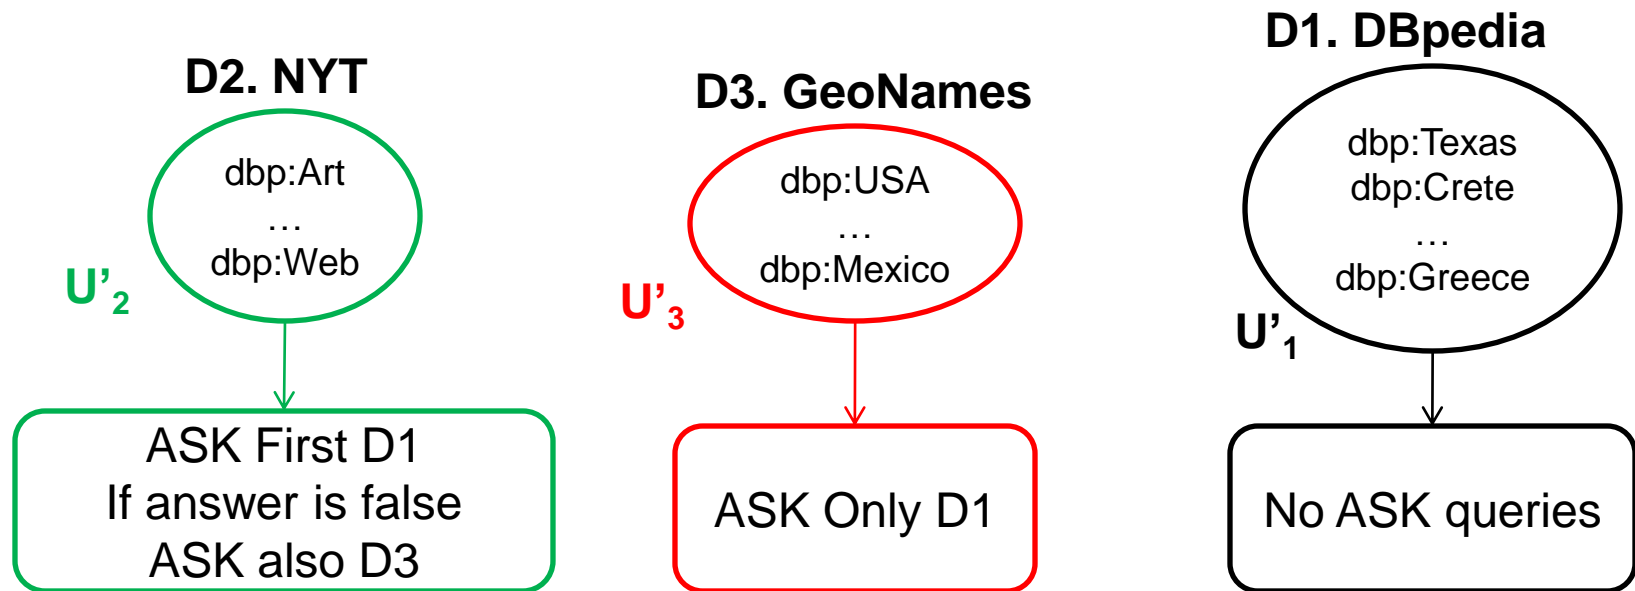 D2. NYT
dbp:Art
…
dbp:Web
U’2
ASK First D1
If answer is false
ASK also D3
D3. GeoNames
dbp:USA
…
dbp:Mexico
U’3
ASK Only D1
D1. DBpedia
dbp:Texas
dbp:Crete
…
dbp:Greece
U’1
No ASK queries